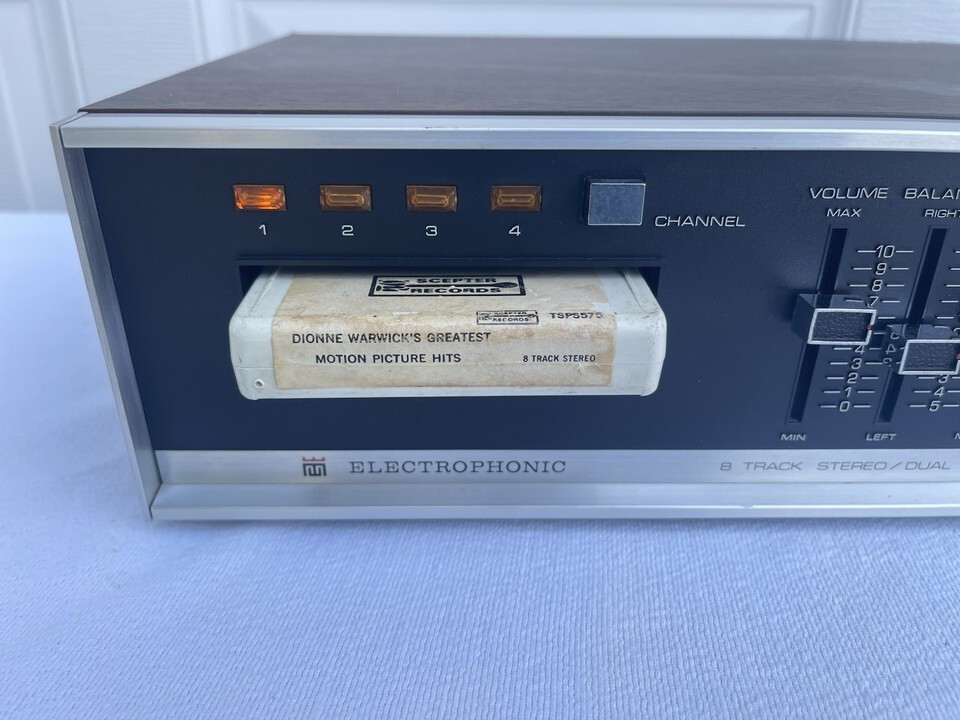 1 2 3 4
CHANNEL
SCEPTER
RECORDS
SCEPTER
RECORDS
TSPS575
DIONNE WARWICK'S GREATEST
MOTION PICTURE HITS
8 TRACK STEREO
VOLUME
MAX
10
9
8
7
4
3
2
1
0
MIN
RIGHT
3
4
5
LEFT
ELECTROPHONIC
8 TRACK STEREO/DUAL